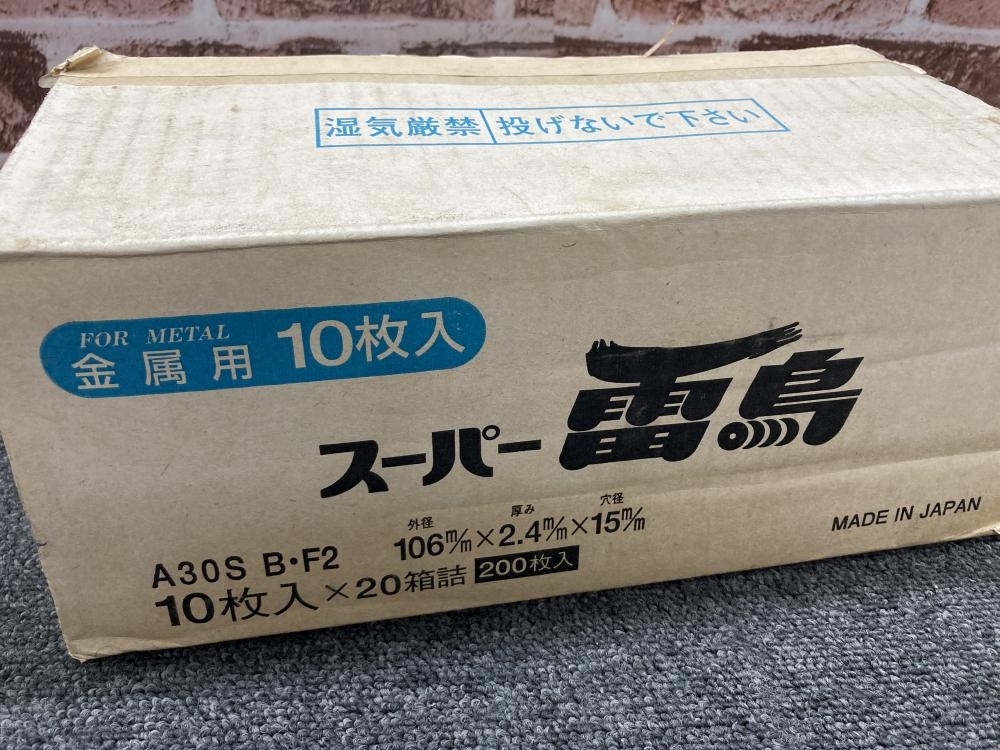 湿気厳禁 投げないで下さい
FOR METAL
金属用 10枚入
スーパー雷鳥
外径 厚み 穴径
106m/m×2.4m/m×15m/m
MADE IN JAPAN
A30S B・F2
10枚入×20箱詰 200枚入